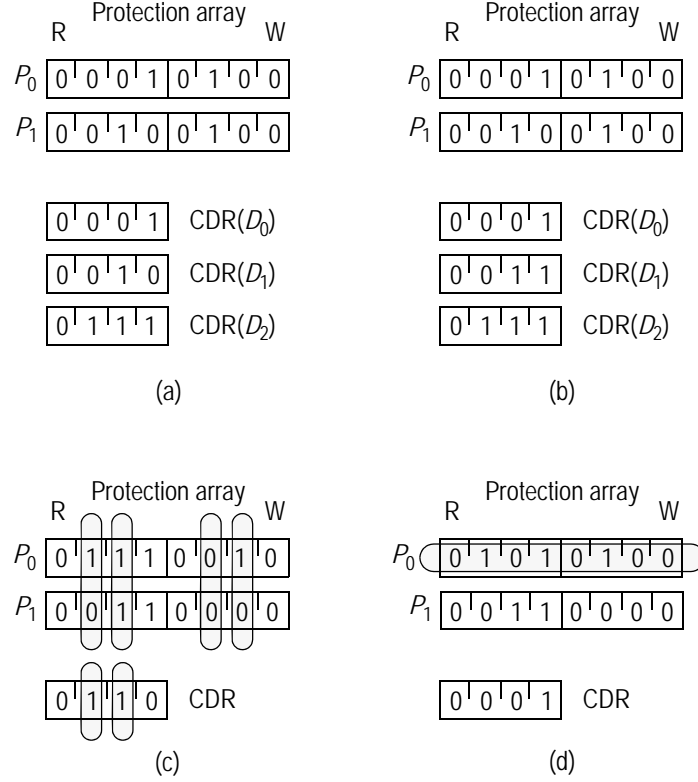 Protection array
R W
P0 0 0 0 1 0 1 0 0
P1 0 0 1 0 0 1 0 0
0 0 0 1 CDR(D0)
0 0 1 0 CDR(D1)
0 1 1 1 CDR(D2)
(a)
Protection array
R W
P0 0 0 0 1 0 1 0 0
P1 0 0 1 0 0 1 0 0
0 0 0 1 CDR(D0)
0 0 1 1 CDR(D1)
0 1 1 1 CDR(D2)
(b)
Protection array
R W
P0 0 1 1 1 0 0 1 0
P1 0 0 1 1 0 0 0 0
0 1 1 0 CDR
(c)
Protection array
R W
P0 0 1 0 1 0 1 0 0
P1 0 0 1 1 0 0 0 0
0 0 0 1 CDR
(d)